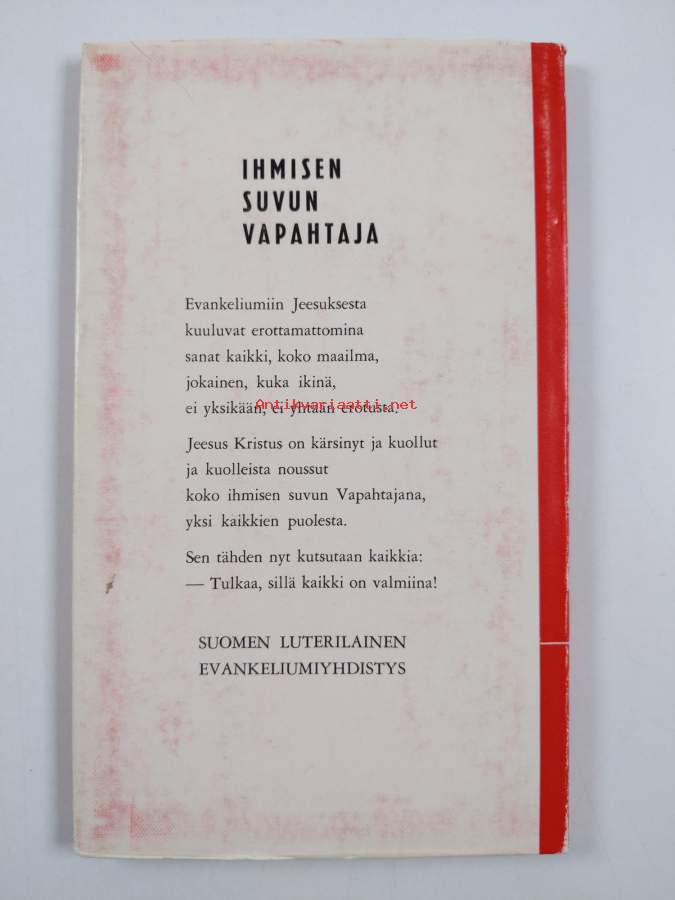 IHMISEN
SUVUN
VAPAHTAJA
Evankeliumiin Jeesuksesta
kuuluvat erottamattomina
sanat kaikki, koko maailma,
jokainen, kuka ikinä,
ei yksikään, ei yhtään erotusta.
Antikvariaatti.net
Jeesus Kristus on kärsinyt ja kuollut
ja kuolleista noussut
koko ihmisen suvun Vapahtajana,
yksi kaikkien puolesta.
Sen tähden nyt kutsutaan kaikkia:
— Tulkaa, sillä kaikki on valmiina!
SUOMEN LUTERILAINEN
EVANKELIUMIYHDISTYS